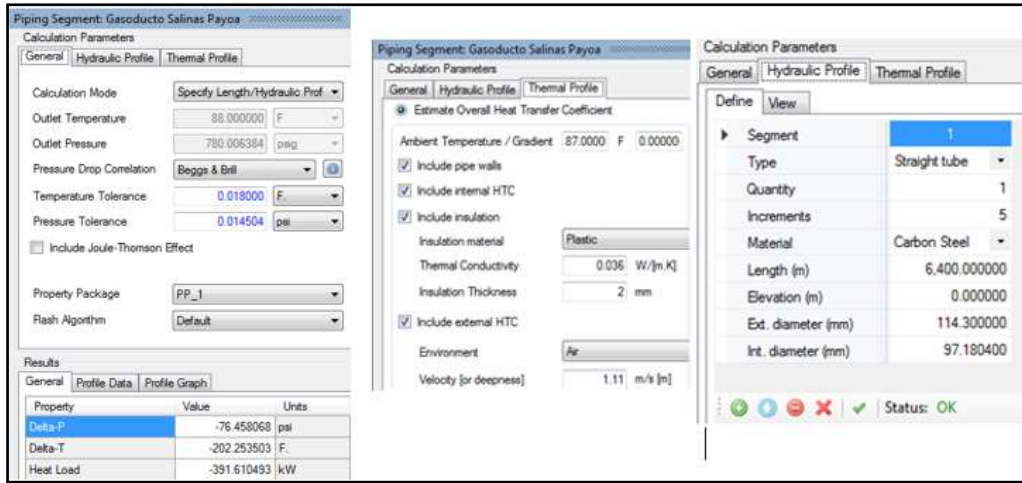 Piping Segment: Gasoducto Salinas Payoa
Calculation Parameters
General Hydraulic Profile Thermal Profile
Calculation Mode Specify Length/Hydraulic Prof
Outlet Temperature 88.000000 F
Outlet Pressure 780.006384 psig
Pressure Drop Correlation Beggs & Brill
Temperature Tolerance 0.018000 F.
Pressure Tolerance 0.014504 psi
Include Joule-Thomson Effect
Property Package PP_1
Flash Algorithm Default
Results
General Profile Data Profile Graph
Property Value Units
Delta-P -76.458068 psi
Delta-T -202.253503 F.
Heat Load -391.610493 kW
Piping Segment: Gasoducto Salinas Payoa
Calculation Parameters
General Hydraulic Profile Thermal Profile
Estimate Overall Heat Transfer Coefficient
Ambient Temperature / Gradient 87.0000 F 0.00000
Include pipe walls
Include internal HTC
Include insulation
Insulation material Plastic
Thermal Conductivity 0.036 W/[m.K]
Insulation Thickness 2 mm
Include external HTC
Environment Air
Velocity [or deepness] 1.11 m/s [m]
Calculation Parameters
General Hydraulic Profile Thermal Profile
Define View
Segment 1
Type Straight tube
Quantity 1
Increments 5
Material Carbon Steel
Length (m) 6,400.000000
Elevation (m) 0.000000
Ext. diameter (mm) 114.300000
Int. diameter (mm) 97.180400
Status: OK